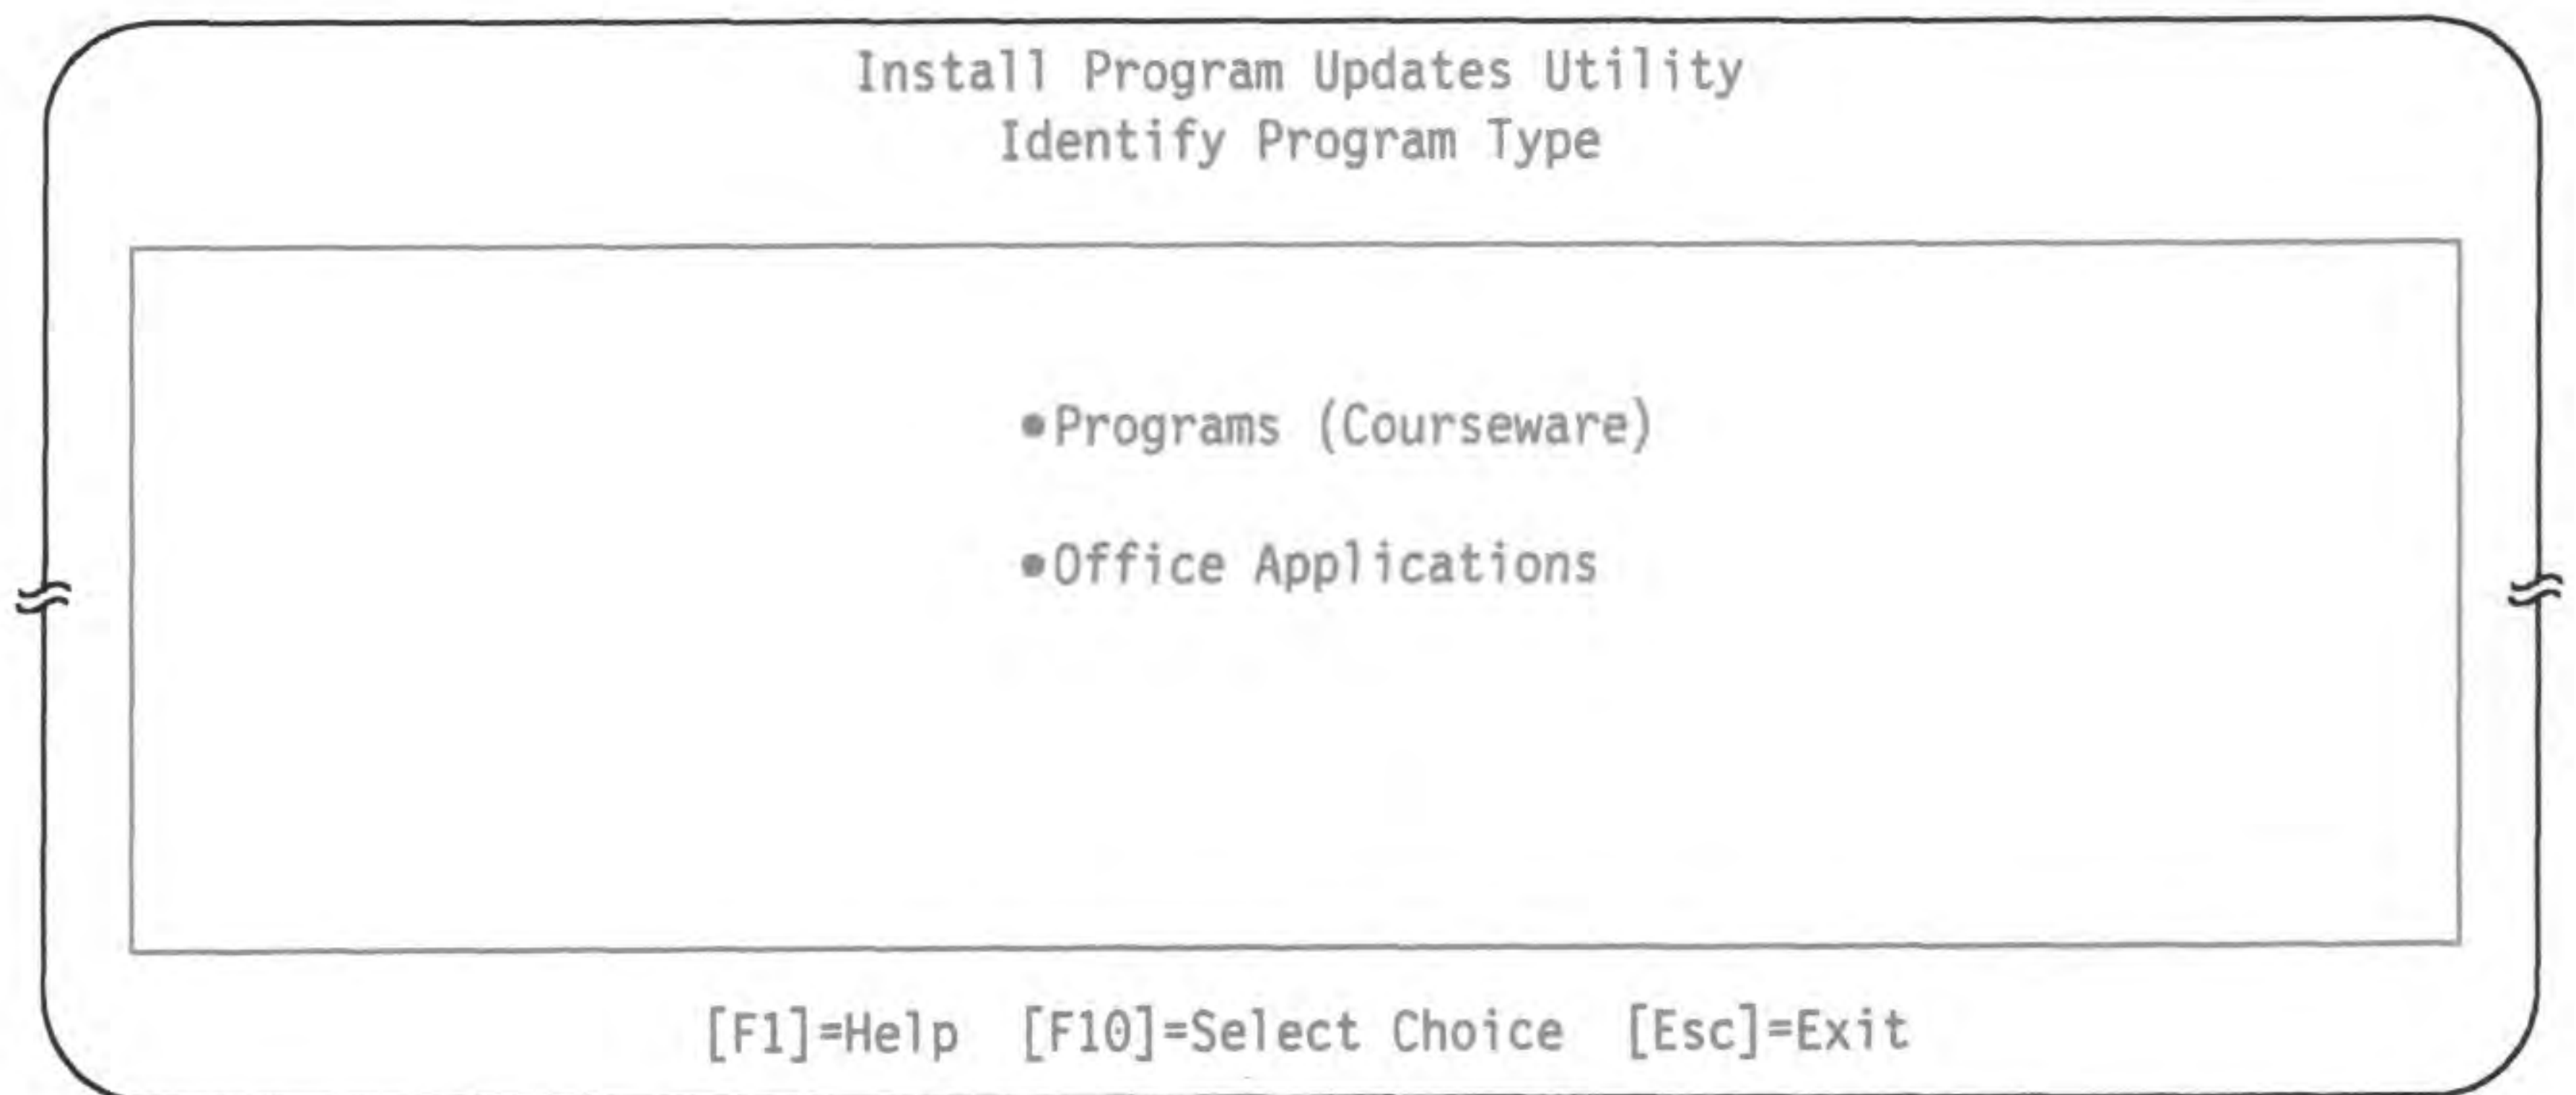 Install Program Updates Utility
Identify Program Type
•Programs (Courseware)
•Office Applications
[F1]=Help [F10]=Select Choice [Esc]=Exit